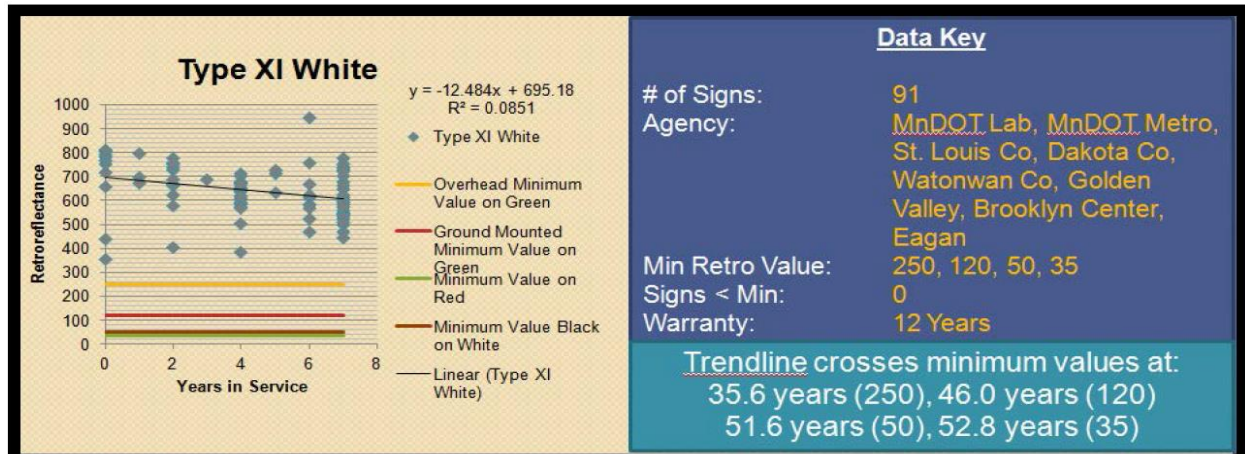 Type XI White
y = -12.484x + 695.18
R² = 0.0851
1000
900
800
700
600
500
400
300
200
100
0
Retroreflectance
0
2
4
6
8
Years in Service
Type XI White
Overhead Minimum
Value on Green
Ground Mounted
Minimum Value on
Green
Minimum Value on
Red
Minimum Value Black
on White
Linear (Type XI
White)
Data Key
# of Signs: 91
Agency: MnDOT Lab, MnDOT Metro,
St. Louis Co, Dakota Co,
Watonwan Co, Golden
Valley, Brooklyn Center,
Eagan
Min Retro Value: 250, 120, 50, 35
Signs < Min: 0
Warranty: 12 Years
Trendline crosses minimum values at:
35.6 years (250), 46.0 years (120)
51.6 years (50), 52.8 years (35)